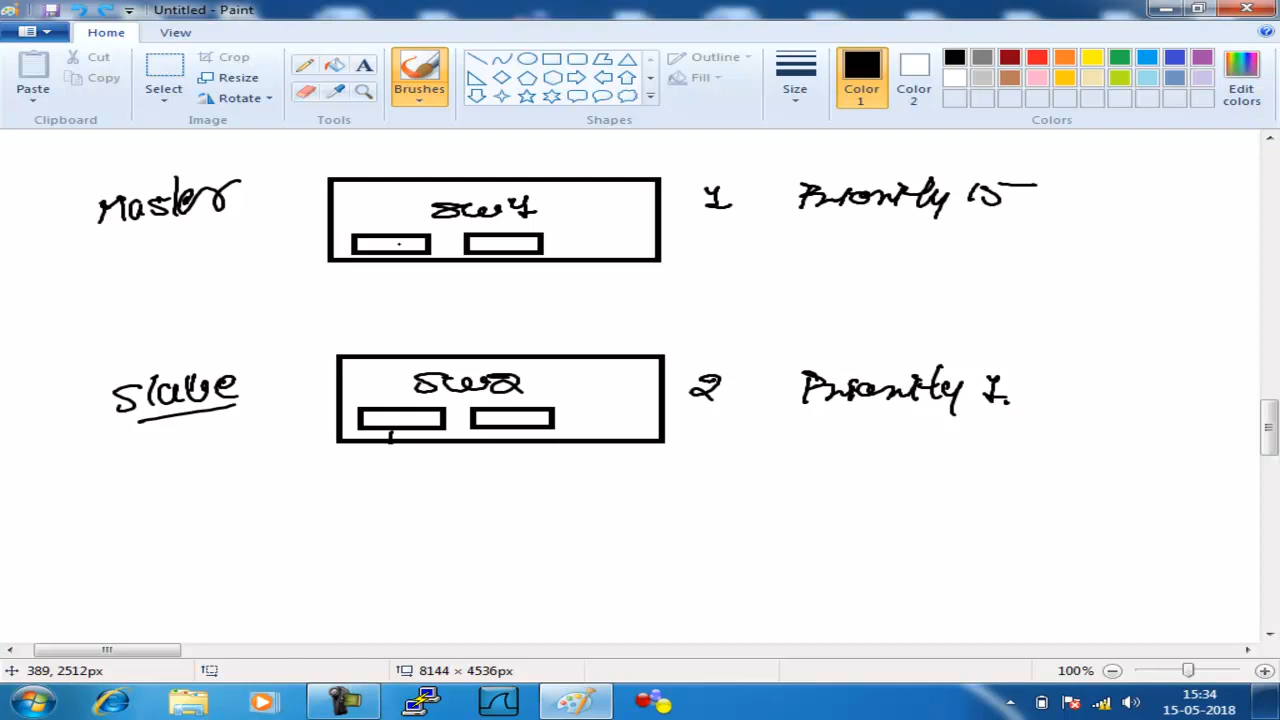 Untitled - Paint
Home View
Cut
Copy
Paste
Clipboard
Select
Crop
Resize
Rotate
Image
Tools
Brushes
Shapes
Outline
Fill
Size
Color 1
Color 2
Colors
Edit colors
Master SW1 1 Priority 15
Slave SW2 2 Priority 1.
389, 2512px 8144 × 4536px 100%
15:34
15-05-2018